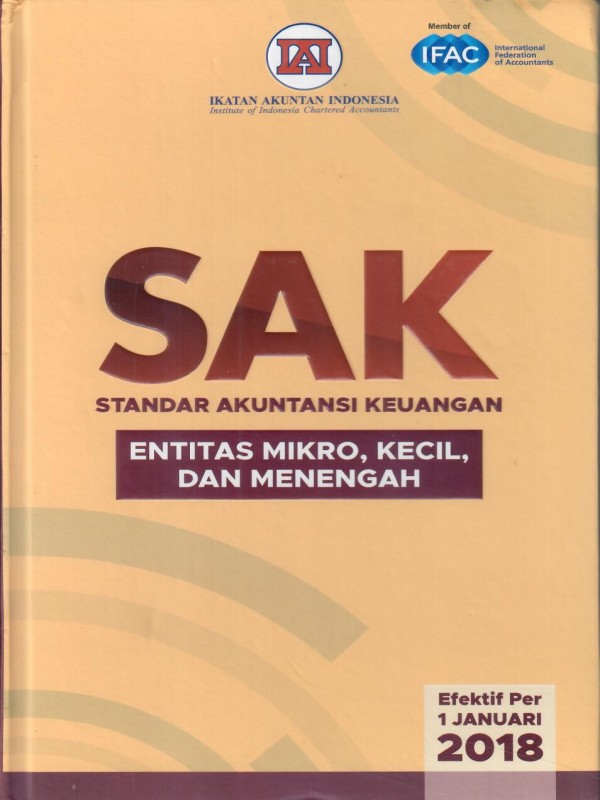 IAI
IKATAN AKUNTAN INDONESIA
Institute of Indonesia Chartered Accountants
Member of
IFAC
International
Federation
of Accountants
SAK
STANDAR AKUNTANSI KEUANGAN
ENTITAS MIKRO, KECIL,
DAN MENENGAH
Efektif Per
1 JANUARI
2018